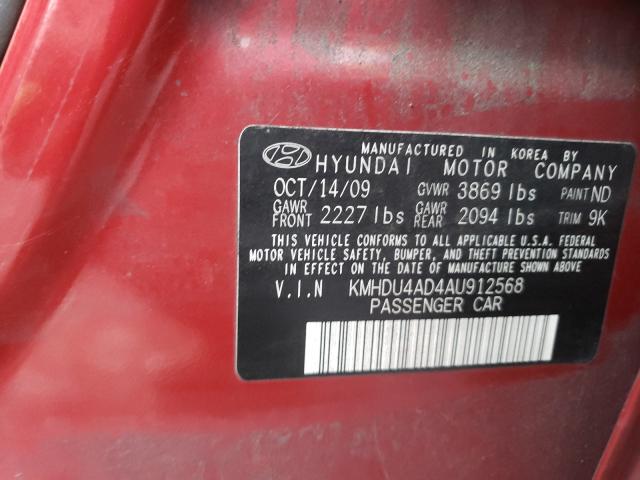 MANUFACTURED IN KOREA BY
HYUNDAI MOTOR COMPANY
OCT/14/09 GVWR 3869 lbs PAINT ND
GAWR FRONT 2227 lbs GAWR REAR 2094 lbs TRIM 9K
THIS VEHICLE CONFORMS TO ALL APPLICABLE U.S.A. FEDERAL
MOTOR VEHICLE SAFETY, BUMPER, AND THEFT PREVENTION STANDARDS
IN EFFECT ON THE DATE OF MANUFACTURE SHOWN ABOVE.
V.I.N KMHDU4AD4AU912568
PASSENGER CAR